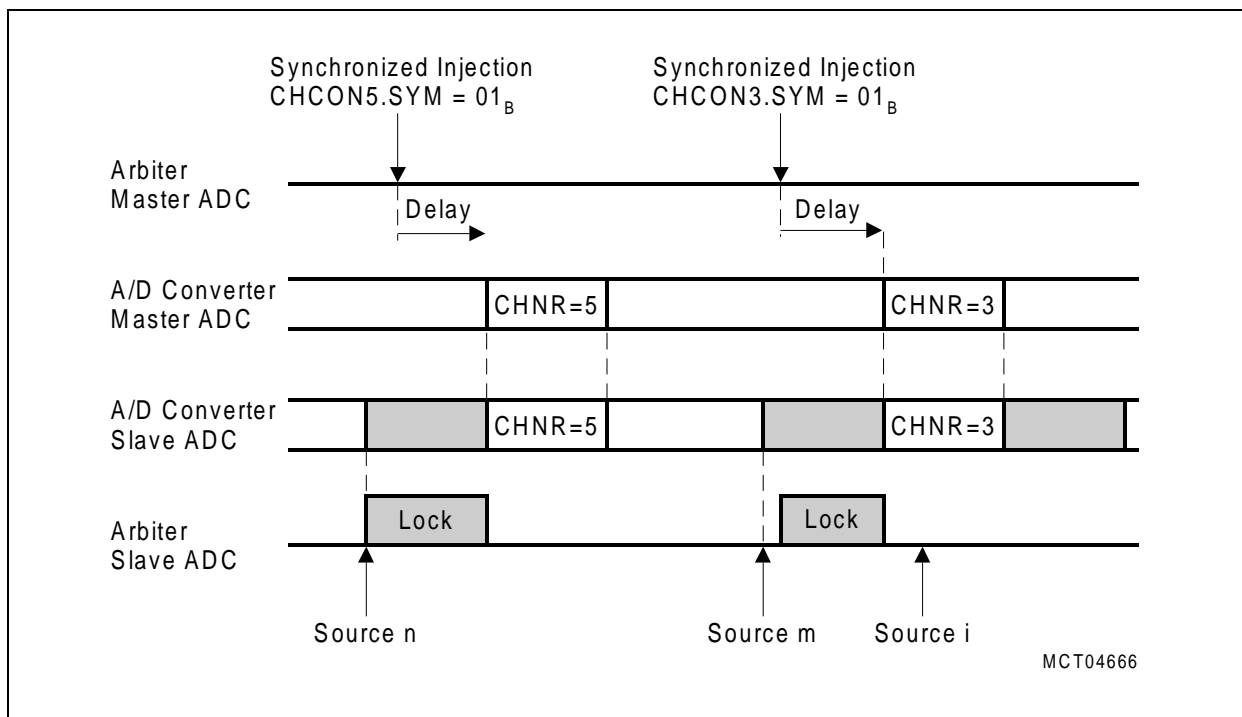 Synchronized Injection
CHCON5.SYM = 01B
Synchronized Injection
CHCON3.SYM = 01B
Arbiter
Master ADC
Delay
Delay
A/D Converter
Master ADC
CHNR=5
CHNR=3
A/D Converter
Slave ADC
CHNR=5
CHNR=3
Arbiter
Slave ADC
Lock
Lock
Source n
Source m
Source i
MCT04666